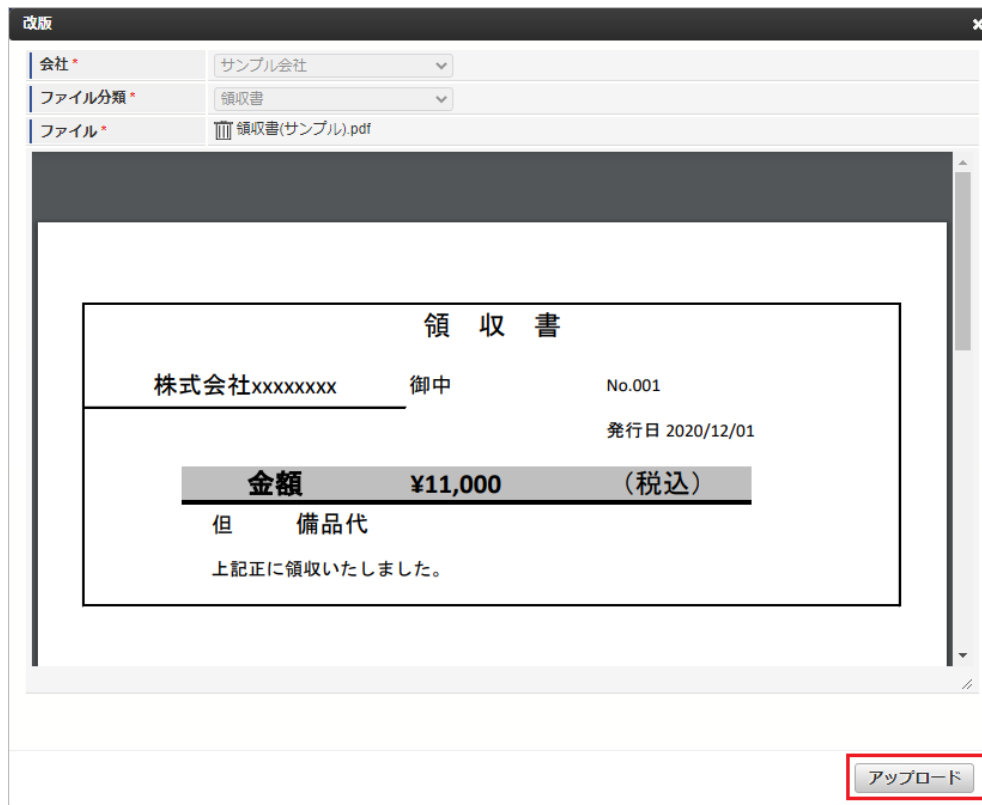 改版
会社* サンプル会社
ファイル分類* 領収書
ファイル* 領収書(サンプル).pdf
領 収 書
株式会社xxxxxxxx 御中 No.001
発行日 2020/12/01
金額 ¥11,000 （税込）
但 備品代
上記正に領収いたしました。
アップロード